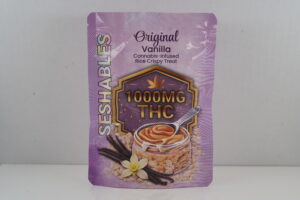 Original
Vanilla
Cannabis-Infused
Rice Crispy Treat
SESHABLES
1000MG
THC